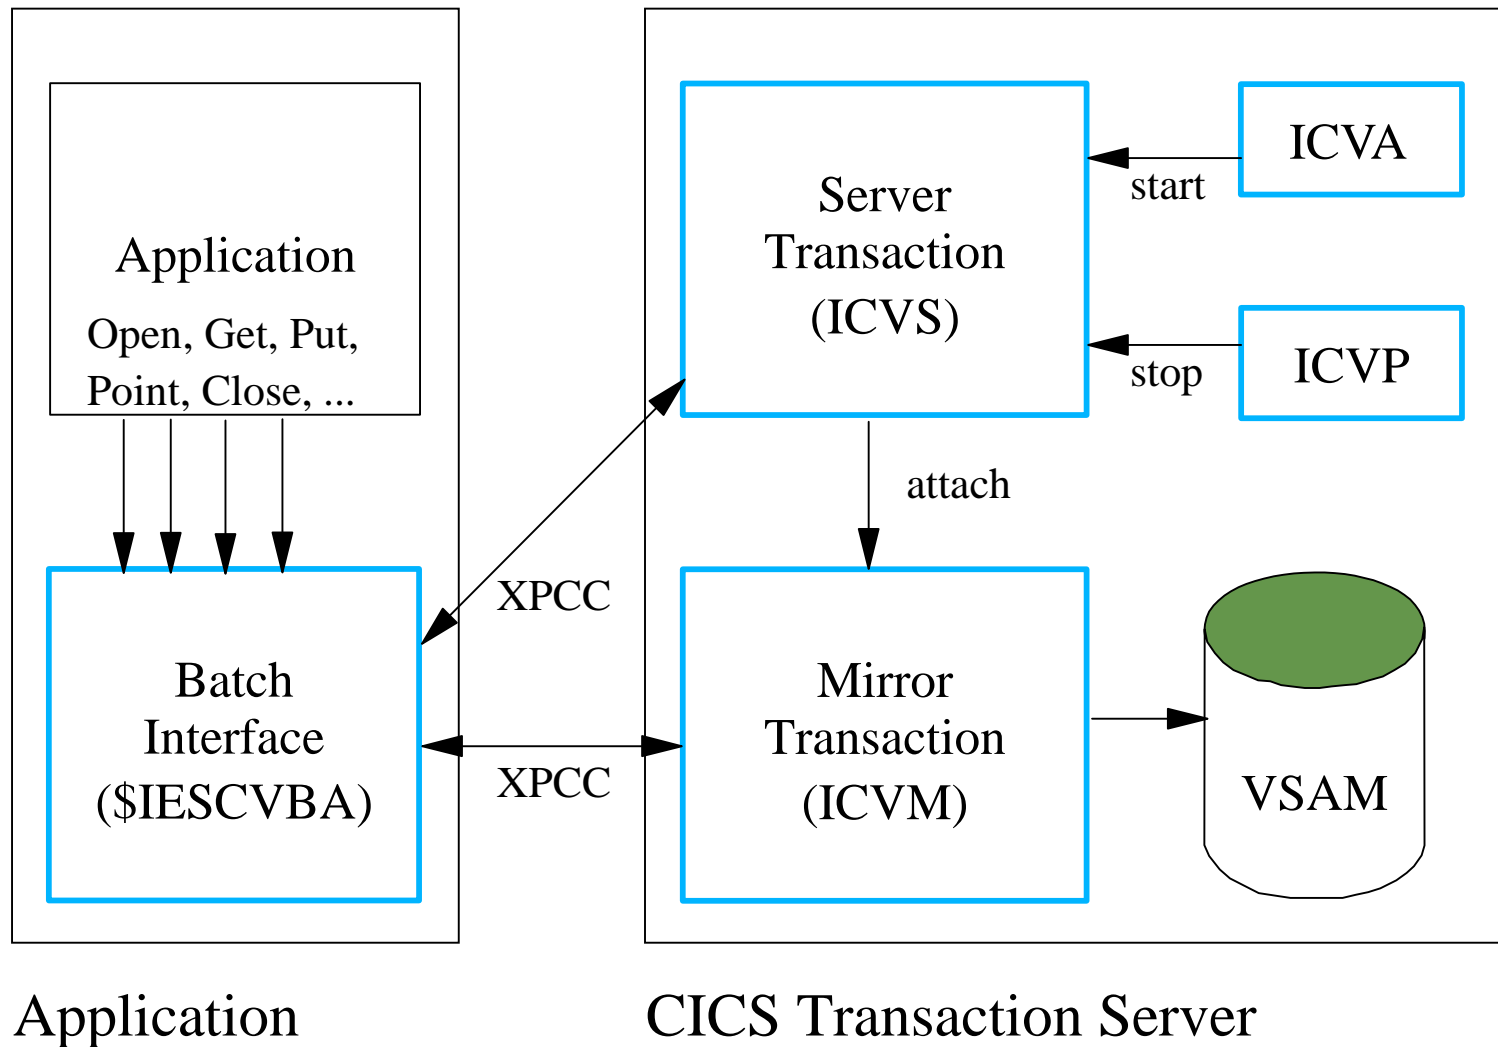 Application
Open, Get, Put,
Point, Close, ...
Batch
Interface
($IESCVBA)
XPCC
XPCC
Server
Transaction
(ICVS)
start
ICVA
stop
ICVP
attach
Mirror
Transaction
(ICVM)
VSAM
Application
CICS Transaction Server